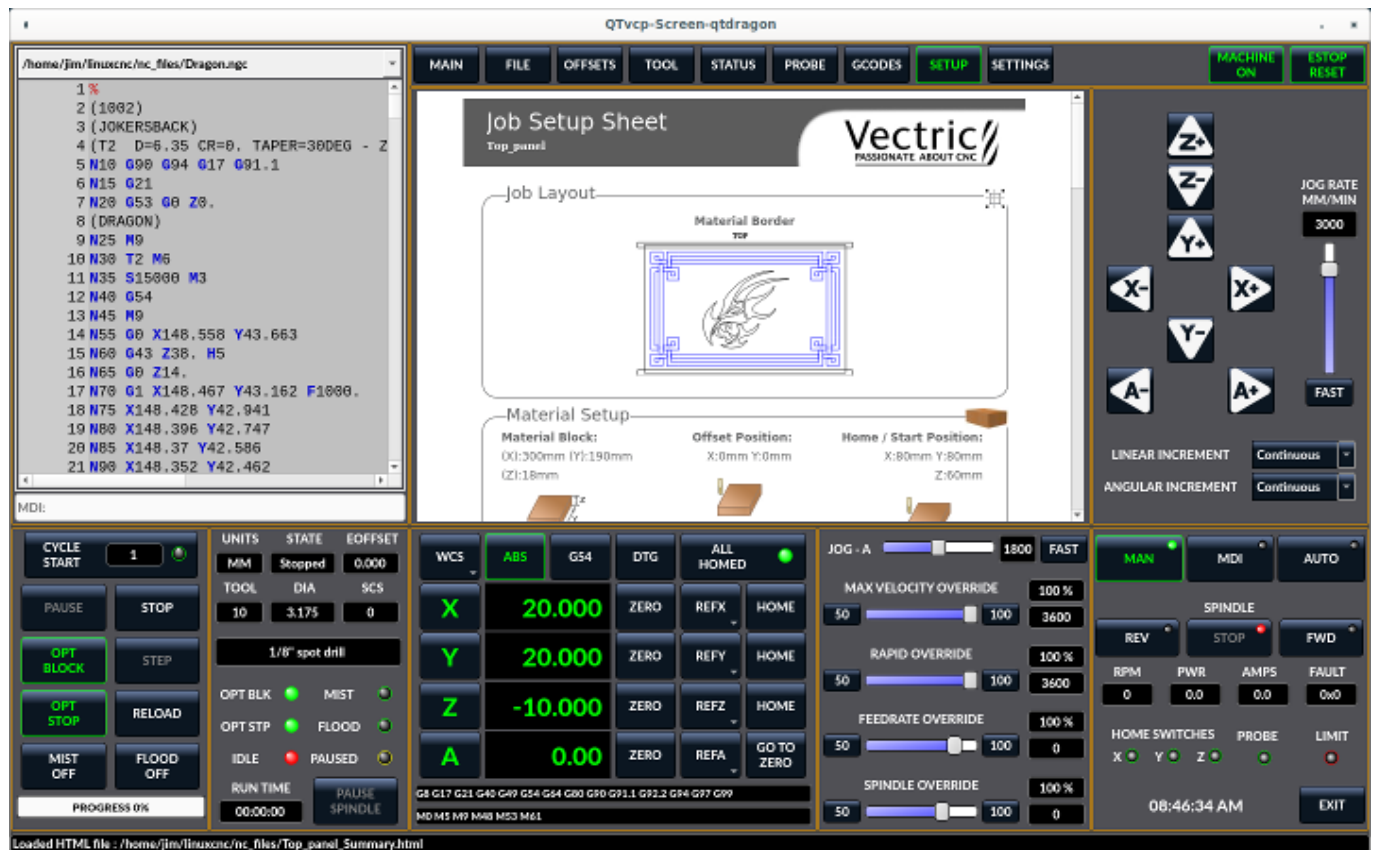 QTvcp-Screen-qtdragon
/home/jim/linuxcnc/nc_files/Dragon.ngc
1 %
2 (1002)
3 (JOKERSBACK)
4 (T2 D=6.35 CR=0. TAPER=30DEG - Z
5 N10 G90 G94 G17 G91.1
6 N15 G21
7 N20 G53 G0 Z0.
8 (DRAGON)
9 N25 M9
10 N30 T2 M6
11 N35 S15000 M3
12 N40 G54
13 N45 M9
14 N55 G0 X148.558 Y43.663
15 N60 G43 Z38. H5
16 N65 G0 Z14.
17 N70 G1 X148.467 Y43.162 F1000.
18 N75 X148.428 Y42.941
19 N80 X148.396 Y42.747
20 N85 X148.37 Y42.586
21 N90 X148.352 Y42.462
MDI:
MAIN FILE OFFSETS TOOL STATUS PROBE GCODES SETUP SETTINGS
MACHINE ON
ESTOP RESET
Job Setup Sheet
Top_panel
Vectric
PASSIONATE ABOUT CNC
Job Layout
Material Border
TOP
Material Setup
Material Block: Offset Position: Home / Start Position:
(X):300mm (Y):190mm X:0mm Y:0mm X:80mm Y:80mm
(Z):18mm Z:60mm
Z+
Z-
Y+
X- X+
Y-
A- A+
JOG RATE
MM/MIN
3000
FAST
LINEAR INCREMENT Continuous
ANGULAR INCREMENT Continuous
CYCLE START 1
PAUSE STOP
OPT BLOCK STEP
OPT STOP RELOAD
MIST OFF FLOOD OFF
PROGRESS 0%
UNITS STATE EOFFSET
MM Stopped 0.000
TOOL DIA SCS
10 3.175 0
1/8" spot drill
OPT BLK MIST
OPT STP FLOOD
IDLE PAUSED
RUN TIME
00:00:00
PAUSE SPINDLE
WCS ABS G54 DTG ALL HOMED
X 20.000 ZERO REFX HOME
Y 20.000 ZERO REFY HOME
Z -10.000 ZERO REFZ HOME
A 0.00 ZERO REFA GO TO ZERO
G8 G17 G21 G40 G49 G54 G64 G80 G90 G91.1 G92.2 G94 G97 G99
M0 M5 M9 M48 M53 M61
JOG - A 1800 FAST
MAX VELOCITY OVERRIDE 100 %
50 100 3600
RAPID OVERRIDE 100 %
50 100 3600
FEEDRATE OVERRIDE 100 %
50 100 0
SPINDLE OVERRIDE 100 %
50 100 0
MAN MDI AUTO
SPINDLE
REV STOP FWD
RPM PWR AMPS FAULT
0 0.0 0.0 0x0
HOME SWITCHES PROBE LIMIT
X Y Z
08:46:34 AM
EXIT
Loaded HTML file : /home/jim/linuxcnc/nc_files/Top_panel_Summary.html